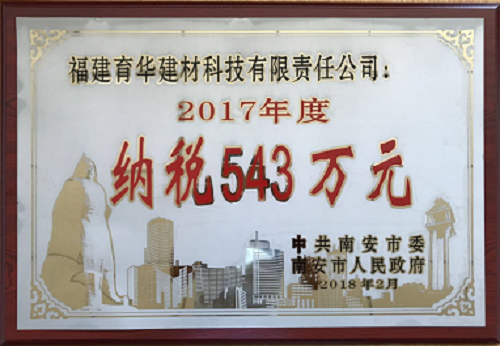 福建育华建材科技有限责任公司：
2017年度
纳税543万元
中共南安市委
南安市人民政府
2018年2月